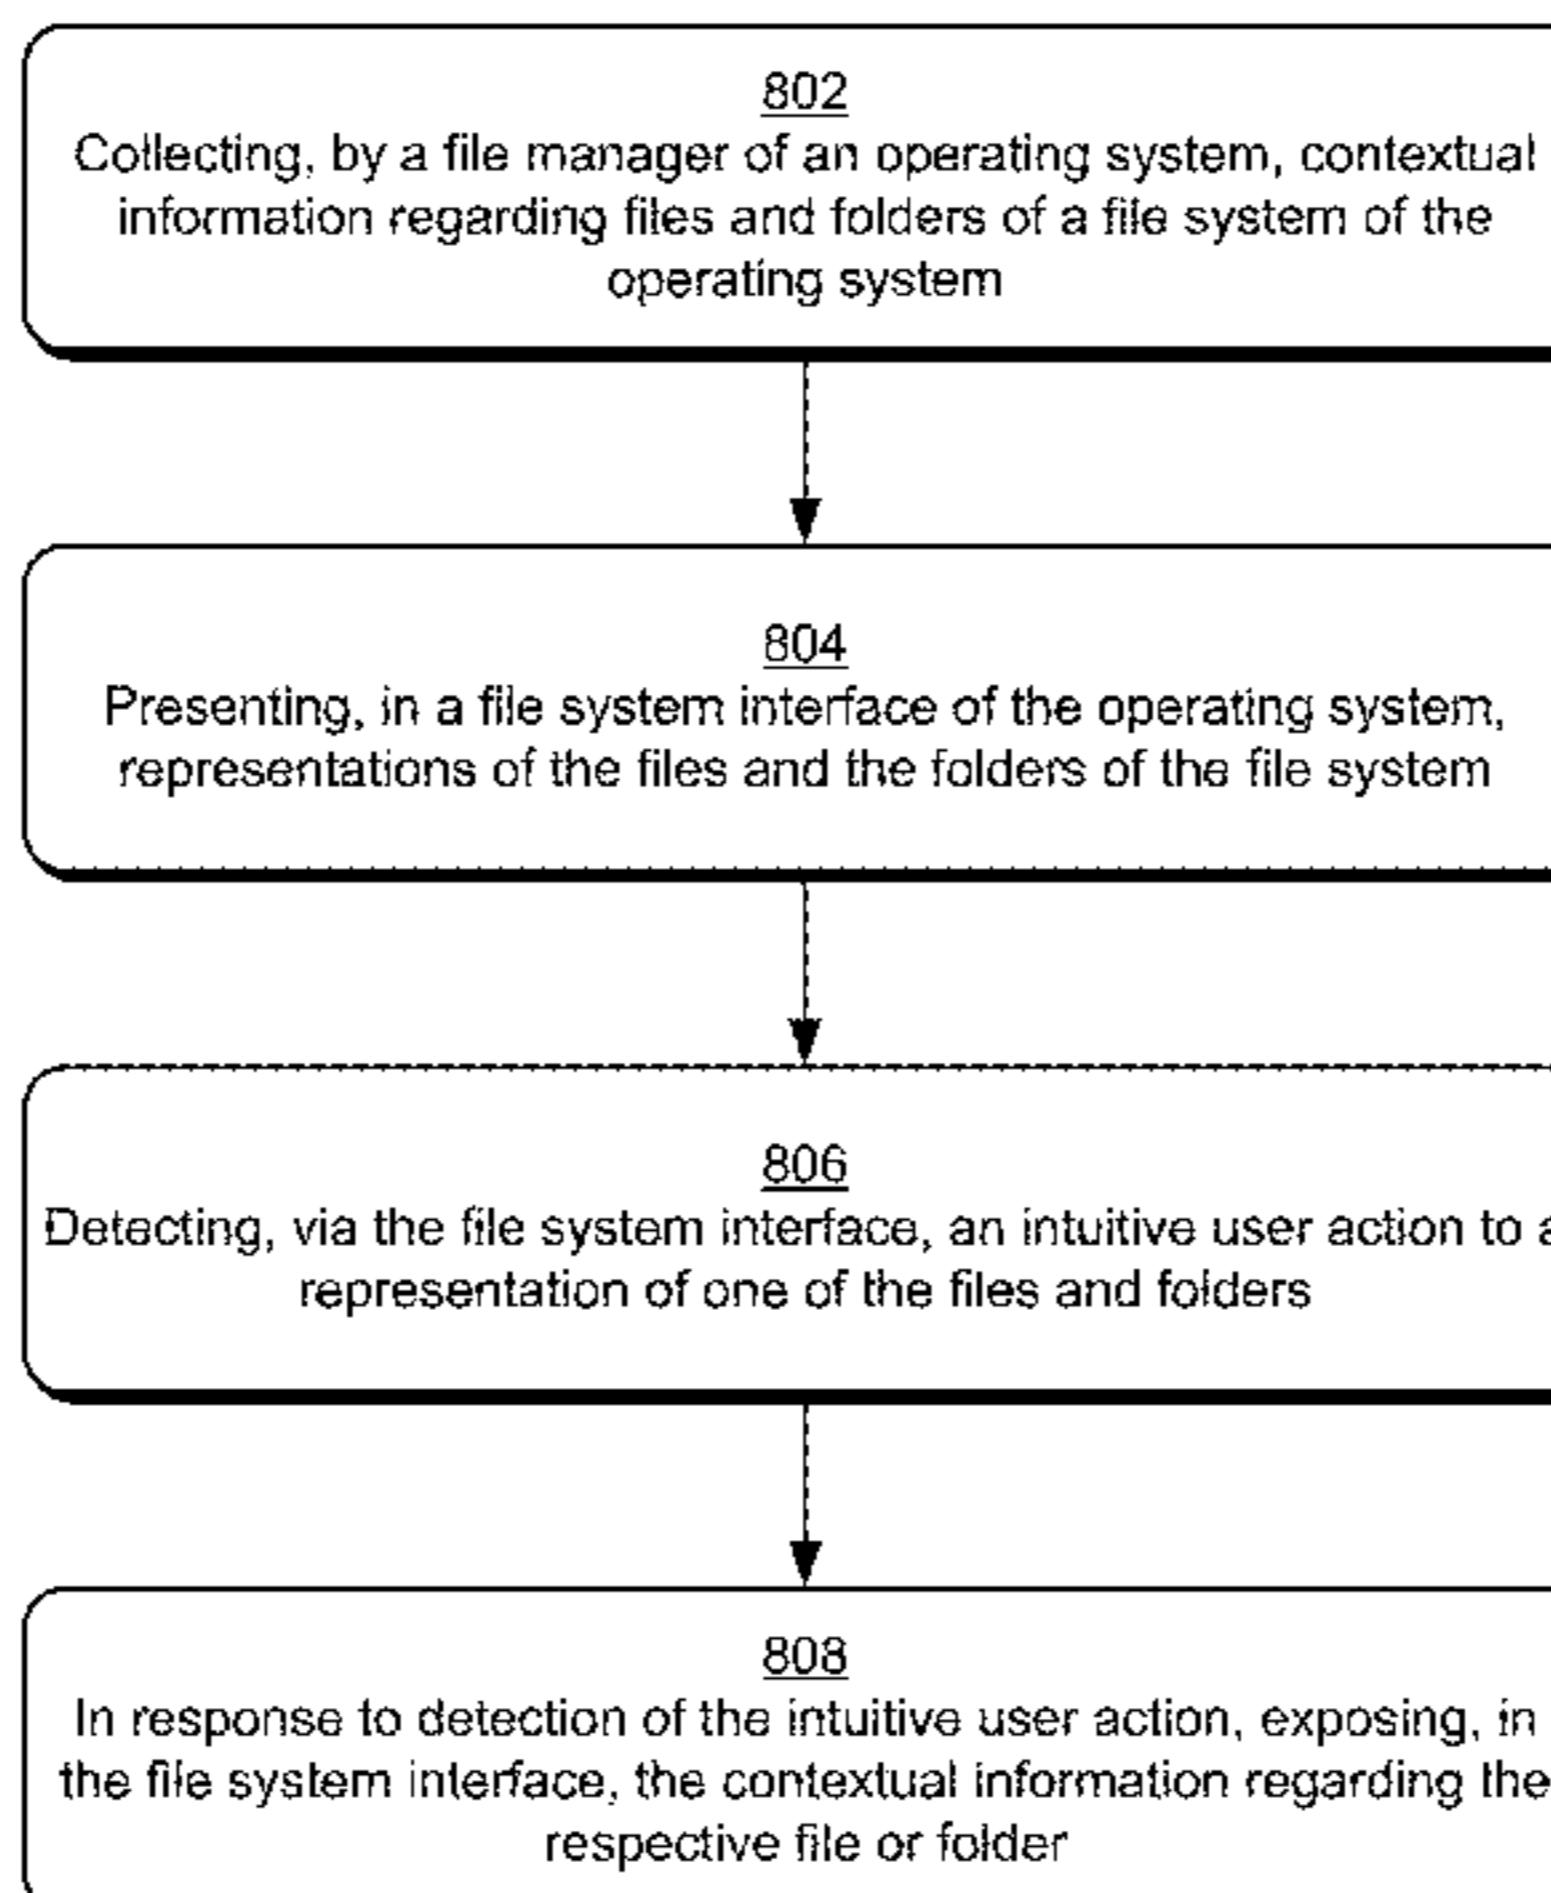 802
Collecting, by a file manager of an operating system, contextual
information regarding files and folders of a file system of the
operating system
804
Presenting, in a file system interface of the operating system,
representations of the files and the folders of the file system
806
Detecting, via the file system interface, an intuitive user action to a
representation of one of the files and folders
808
In response to detection of the intuitive user action, exposing, in
the file system interface, the contextual information regarding the
respective file or folder